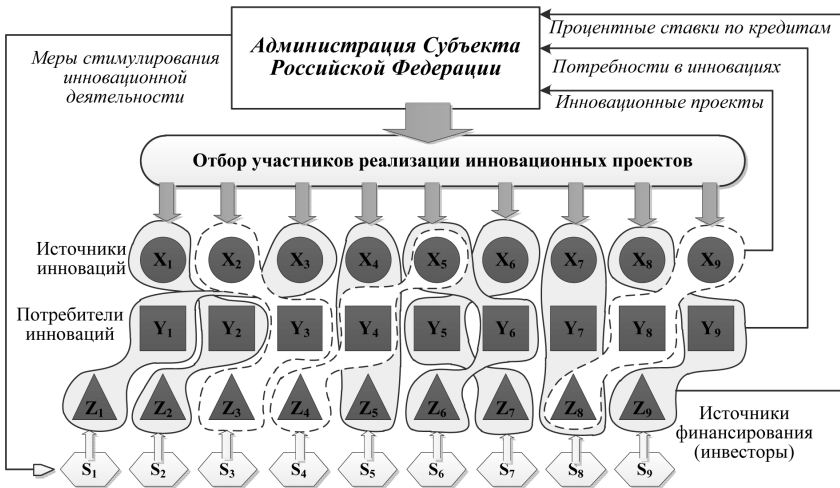 Администрация Субъекта
Российской Федерации
Процентные ставки по кредитам
Потребности в инновациях
Инновационные проекты
Меры стимулирования
инновационной
деятельности
Отбор участников реализации инновационных проектов
Источники
инноваций
X1 X2 X3 X4 X5 X6 X7 X8 X9
Потребители
инноваций
Y1 Y2 Y3 Y4 Y5 Y6 Y7 Y8 Y9
Z1 Z2 Z3 Z4 Z5 Z6 Z7 Z8 Z9
Источники
финансирования
(инвесторы)
S1 S2 S3 S4 S5 S6 S7 S8 S9